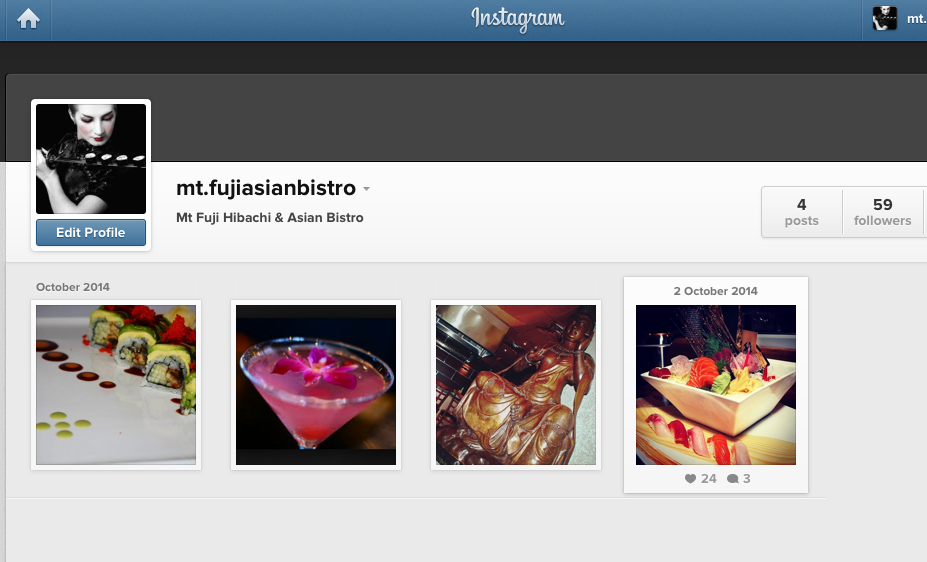 Instagram
mt.
mt.fujiasianbistro
Mt Fuji Hibachi & Asian Bistro
4
posts
59
followers
Edit Profile
October 2014
2 October 2014
24
3